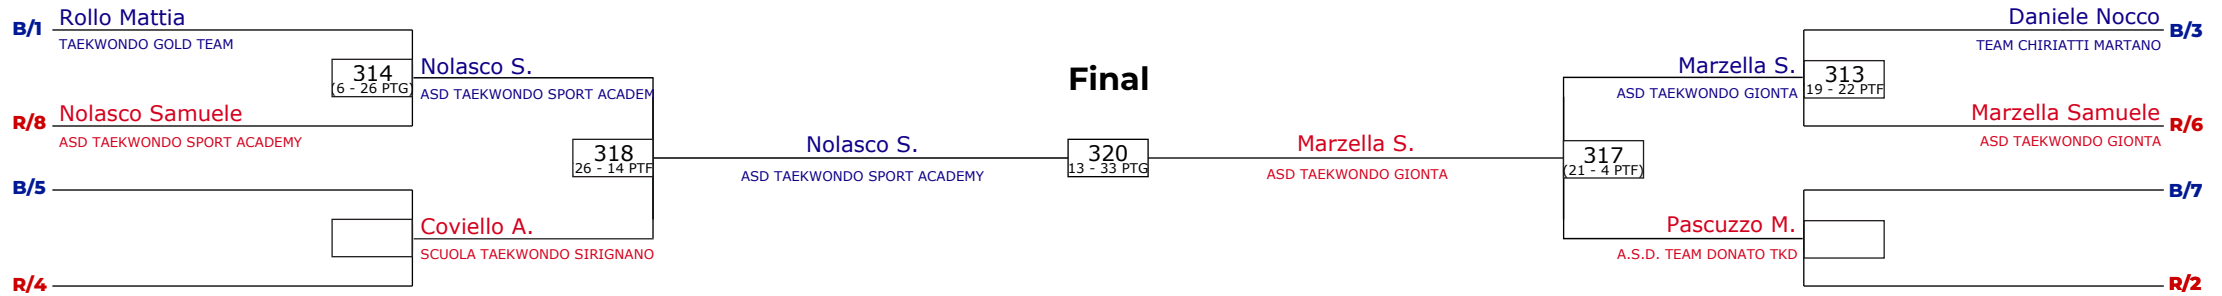 B/1
Rollo Mattia
TAEKWONDO GOLD TEAM
314
(6 - 26 PTG)
R/8
Nolasco Samuele
ASD TAEKWONDO SPORT ACADEMY
Nolasco S.
ASD TAEKWONDO SPORT ACADEM
B/5
R/4
Coviello A.
SCUOLA TAEKWONDO SIRIGNANO
318
26 - 14 PTF
Nolasco S.
ASD TAEKWONDO SPORT ACADEMY
Final
320
13 - 33 PTG
Marzella S.
ASD TAEKWONDO GIONTA
317
(21 - 4 PTF)
Marzella S.
ASD TAEKWONDO GIONTA
Pascuzzo M.
A.S.D. TEAM DONATO TKD
Daniele Nocco
B/3
TEAM CHIRIATTI MARTANO
313
19 - 22 PTF
Marzella Samuele
R/6
ASD TAEKWONDO GIONTA
B/7
R/2